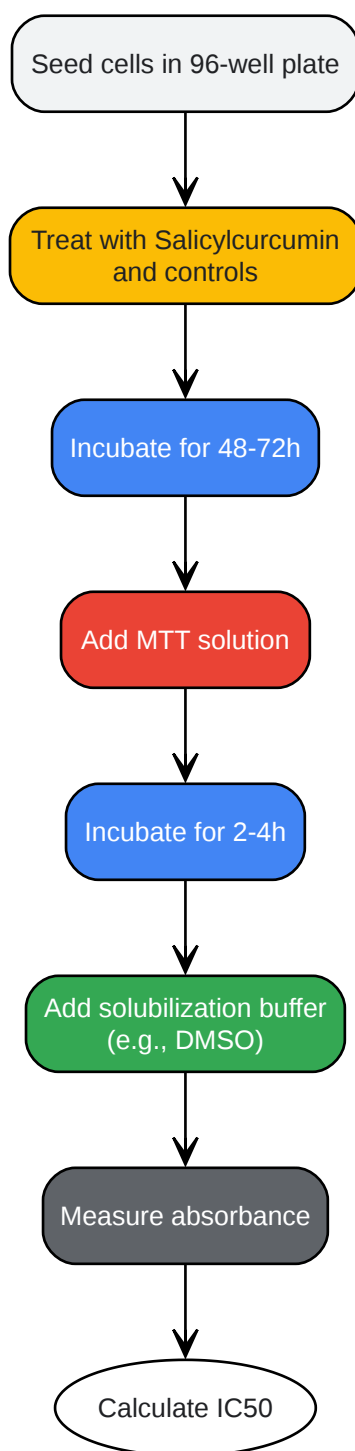 Seed cells in 96-well plate
Treat with Salicylcurcumin
and controls
Incubate for 48-72h
Add MTT solution
Incubate for 2-4h
Add solubilization buffer
(e.g., DMSO)
Measure absorbance
Calculate IC50